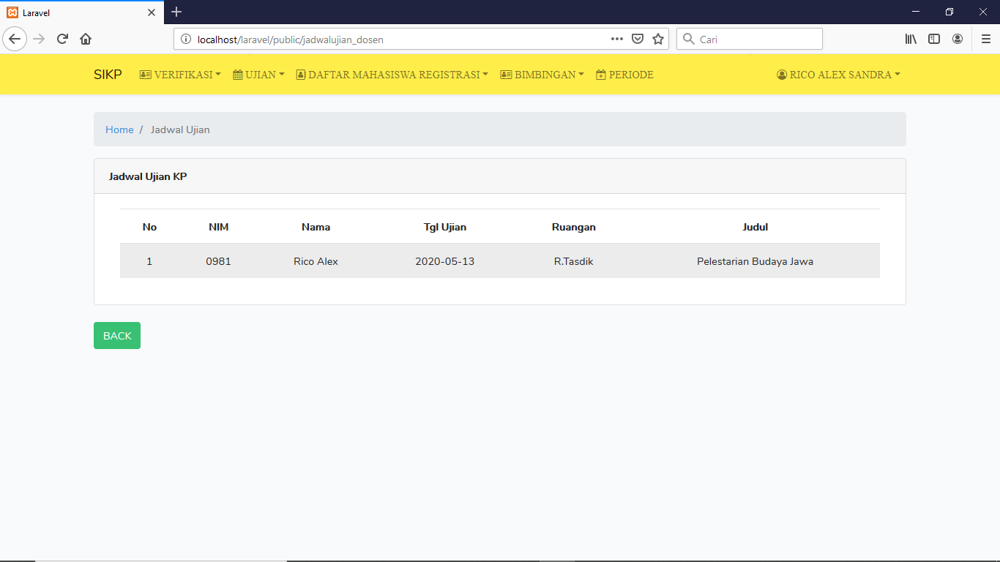 Laravel
localhost/laravel/public/jadwalujian_dosen
Cari
SIKP VERIFIKASI UJIAN DAFTAR MAHASISWA REGISTRASI BIMBINGAN PERIODE RICO ALEX SANDRA
Home / Jadwal Ujian
Jadwal Ujian KP
No NIM Nama Tgl Ujian Ruangan Judul
1 0981 Rico Alex 2020-05-13 R.Tasdik Pelestarian Budaya Jawa
BACK